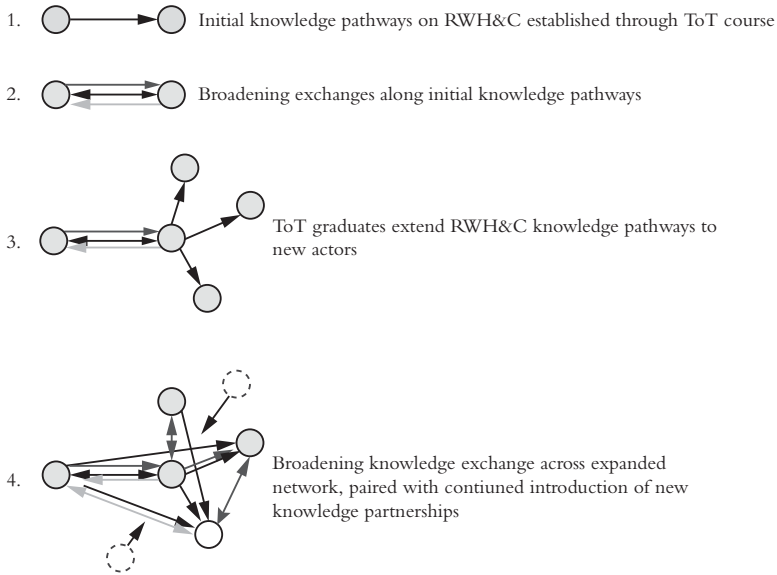 1. Initial knowledge pathways on RWH&C established through ToT course
2. Broadening exchanges along initial knowledge pathways
3. ToT graduates extend RWH&C knowledge pathways to
new actors
4. Broadening knowledge exchange across expanded
network, paired with contiuned introduction of new
knowledge partnerships